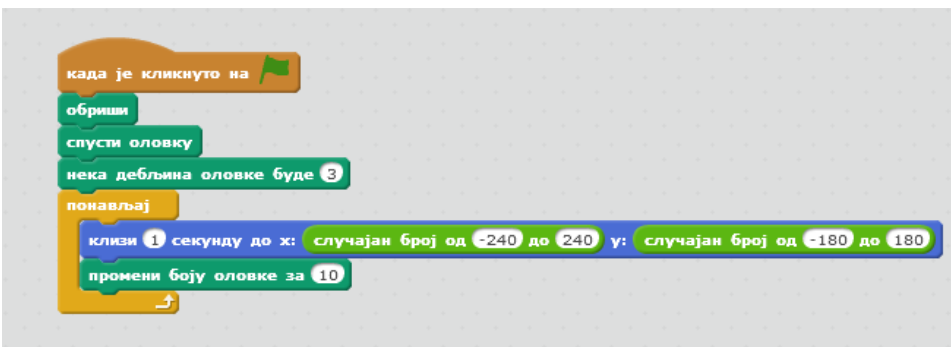 када је кликнуто на
обриши
спусти оловку
нека дебљина оловке буде 3
понављај
клизи 1 секунду до x: случајан број од -240 до 240 y: случајан број од -180 до 180
промени боју оловке за 10